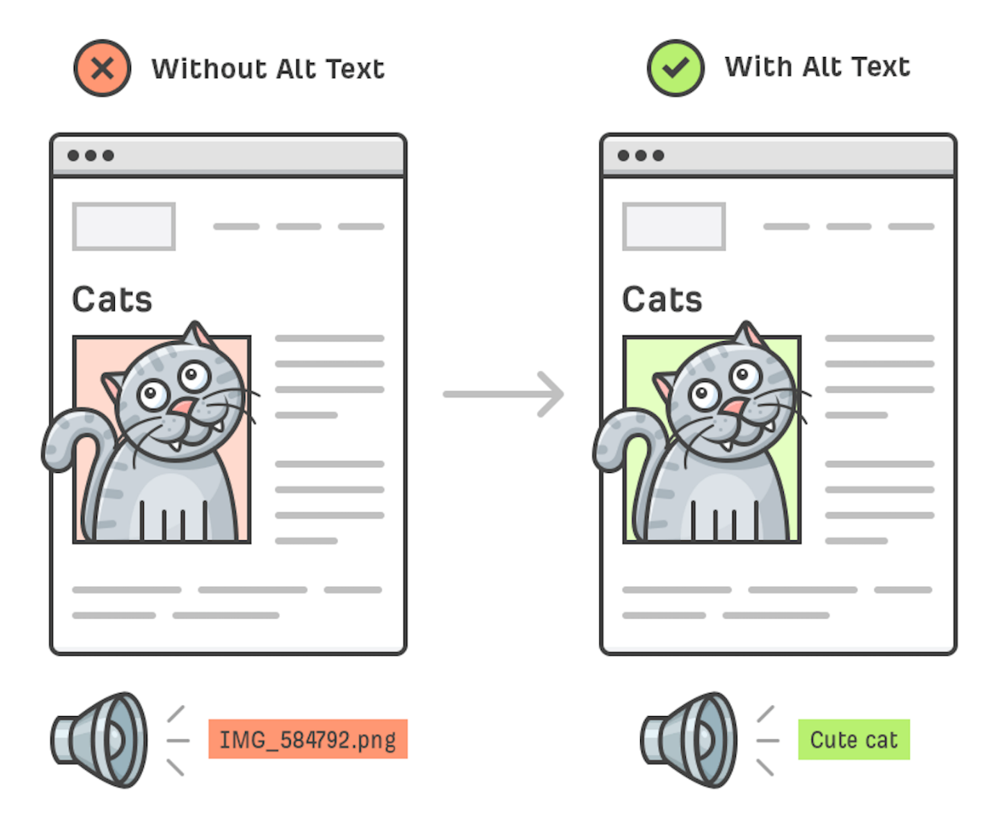 Without Alt Text
With Alt Text
Cats
Cats
IMG_584792.png
Cute cat